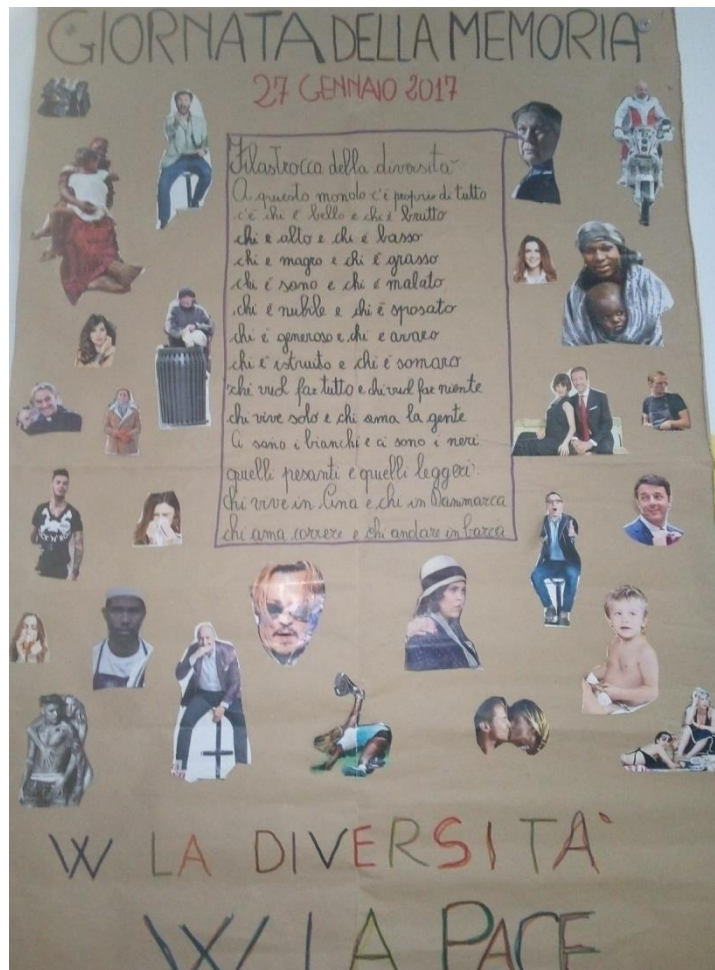 GIORNATA DELLA MEMORIA
27 GENNAIO 2017
Filastrocca della diversità
A questo mondo c'è proprio di tutto
c'è chi è bello e chi è brutto
chi e alto e chi è basso
chi e magro e chi è grasso
chi è sano e chi è malato
chi è nubile e chi è sposato
chi è generoso e chi e avaro
chi è istruito e chi è somaro
chi vuol far tutto e chi vuol far niente
chi vive solo e chi ama la gente
Ci sono i bianchi e ci sono i neri
quelli pesanti e quelli leggeri
chi vive in Cina e chi in Danimarca
chi ama correre e chi andare in barca
W LA DIVERSITÀ
W LA PACE